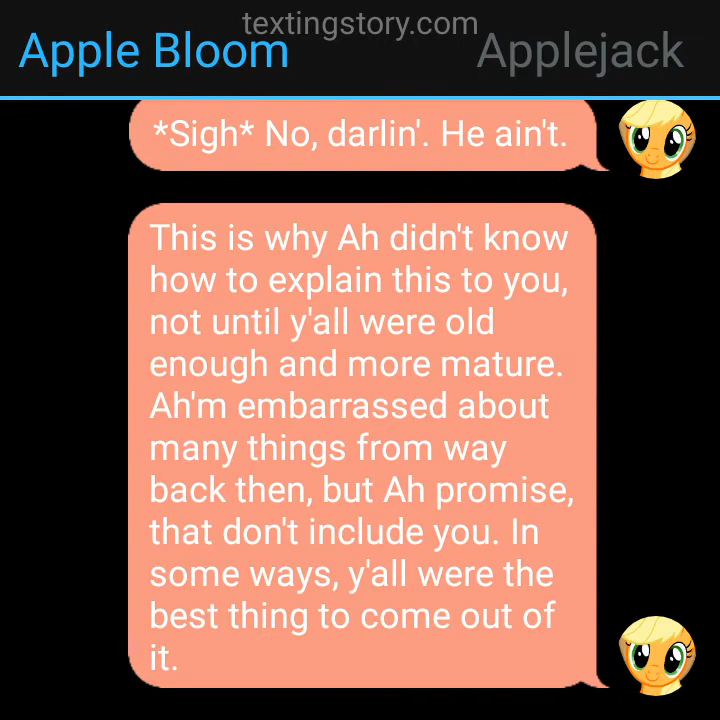 textingstory.com
Apple Bloom
Applejack
*Sigh* No, darlin'. He ain't.
This is why Ah didn't know
how to explain this to you,
not until y'all were old
enough and more mature.
Ah'm embarrassed about
many things from way
back then, but Ah promise,
that don't include you. In
some ways, y'all were the
best thing to come out of
it.